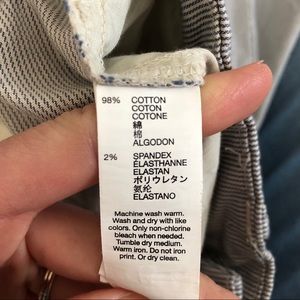 98% COTTON
COTON
COTONE
綿
棉
ALGODON
2% SPANDEX
ÉLASTHANNE
ELASTAN
ポリウレタン
氨纶
ELASTANO
Machine wash warm.
Wash and dry with like
colors. Only non-chlorine
bleach when needed.
Tumble dry medium.
Warm iron. Do not iron
print. Or dry clean.